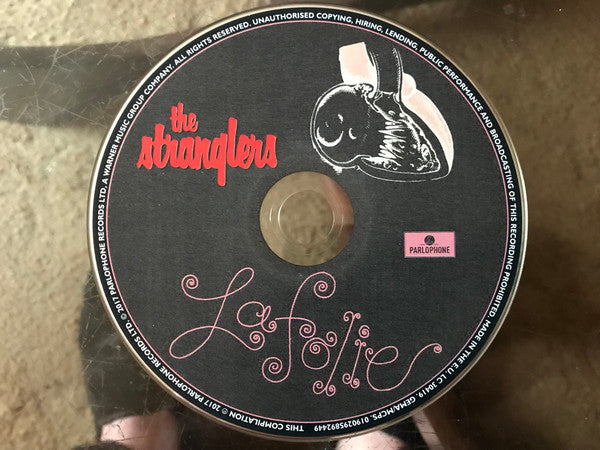 the
stranglers
PARLOPHONE
La folie
THIS COMPILATION ℗ 2017 PARLOPHONE RECORDS LTD. © 2017 PARLOPHONE RECORDS LTD. A WARNER MUSIC GROUP COMPANY. ALL RIGHTS RESERVED. UNAUTHORISED COPYING, HIRING, LENDING, PUBLIC PERFORMANCE AND BROADCASTING OF THIS RECORDING PROHIBITED. MADE IN THE E.U. LC 30419. GEMA/MCPS. 0190295892449